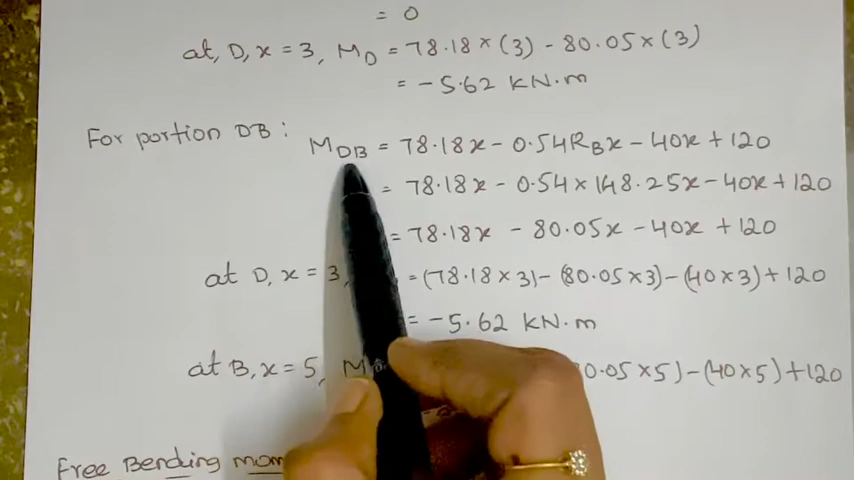 = 0
at, D, x = 3, M_D = 78.18 × (3) - 80.05 × (3)
= -5.62 KN.m
For portion DB: M_DB = 78.18x - 0.54R_Bx - 40x + 120
= 78.18x - 0.54 × 148.25x - 40x + 120
= 78.18x - 80.05x - 40x + 120
at D, x = 3, = (78.18 × 3) - (80.05 × 3) - (40 × 3) + 120
= -5.62 KN.m
at B, x = 5, M 0.05 × 5) - (40 × 5) + 120
Free Bending